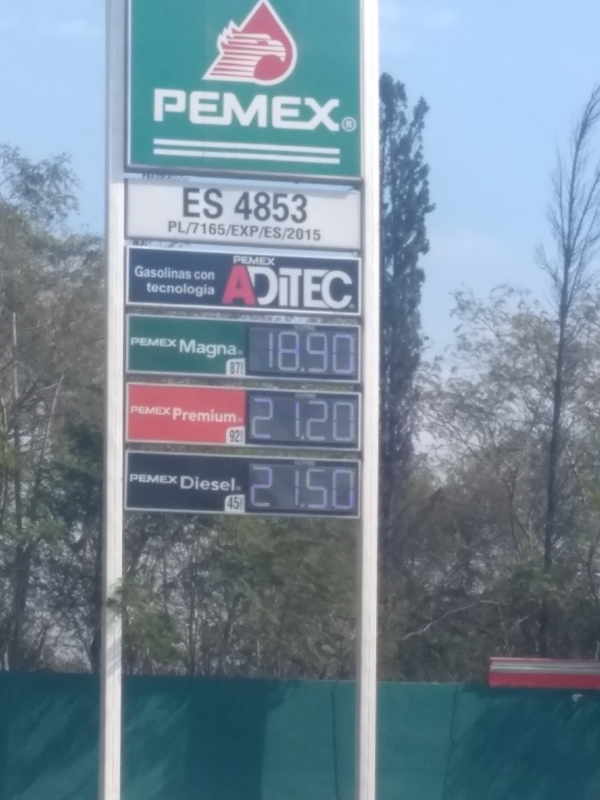 PEMEX®
ES 4853
PL/7165/EXP/ES/2015
Gasolinas con
tecnología
PEMEX
ADITEC®
PEMEX Magna® 87 18.90
PEMEX Premium® 92 21.20
PEMEX Diesel® 45 21.50